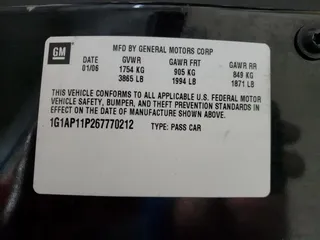 GM
MFD BY GENERAL MOTORS CORP
DATE GVWR GAWR FRT GAWR RR
01/06 1754 KG 905 KG 849 KG
3865 LB 1994 LB 1871 LB
THIS VEHICLE CONFORMS TO ALL APPLICABLE U.S. FEDERAL MOTOR
VEHICLE SAFETY, BUMPER, AND THEFT PREVENTION STANDARDS IN
EFFECT ON THE DATE OF MANUFACTURE SHOWN ABOVE.
1G1AP11P267770212 TYPE: PASS CAR